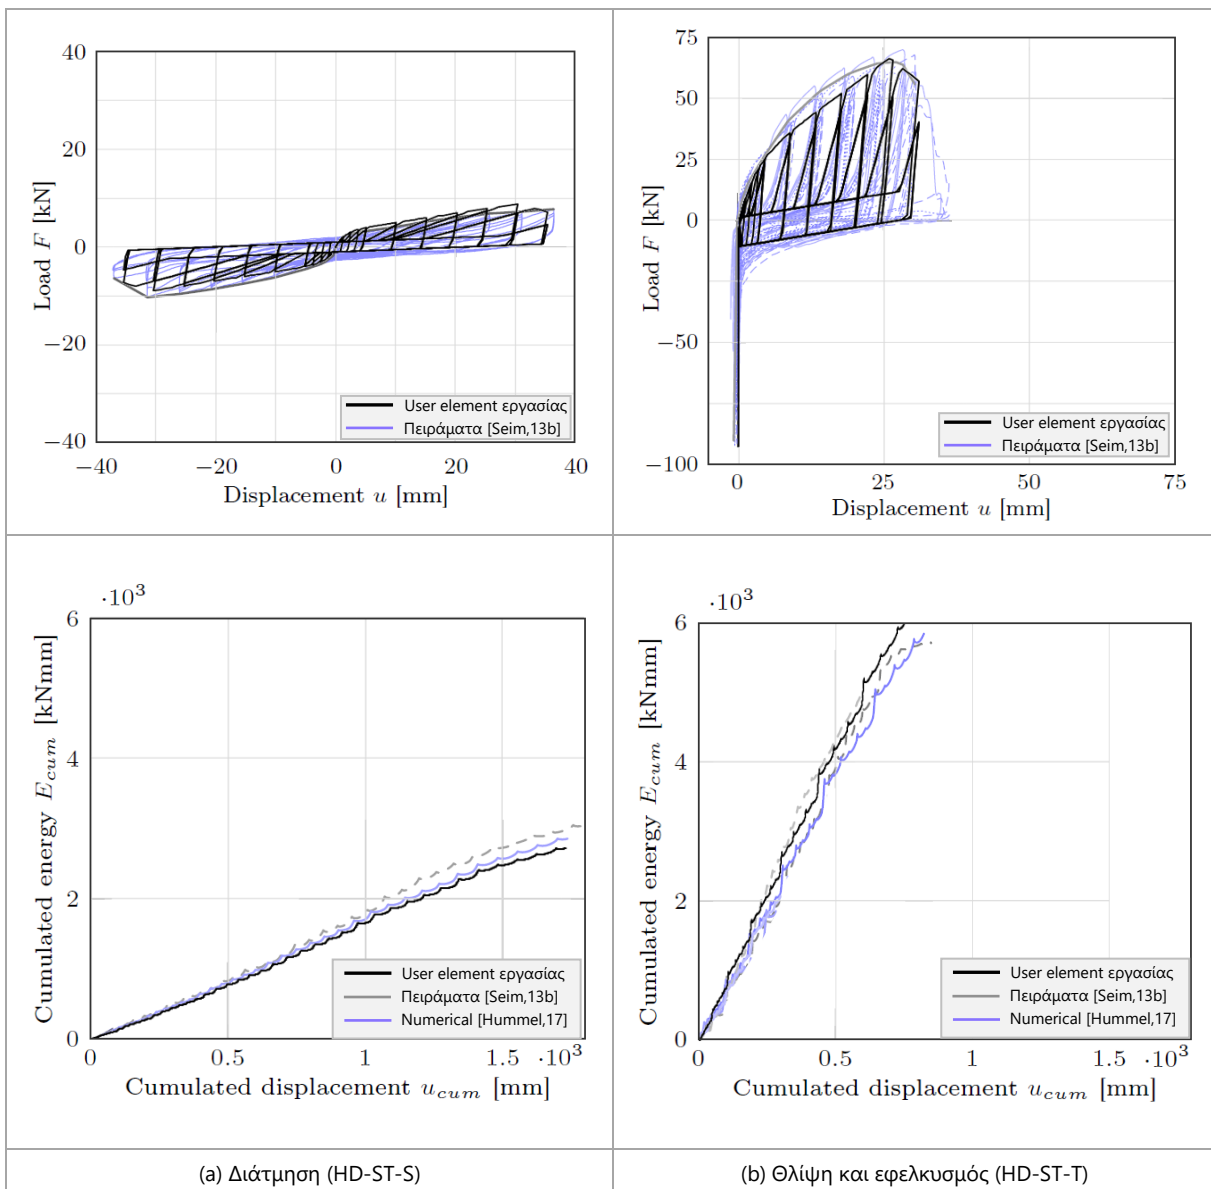 40
20
0
−20
−40
−40
−20
0
20
40
Load F [kN]
Displacement u [mm]
User element εργασίας
Πειράματα [Seim,13b]
75
50
25
0
−50
−100
0
25
50
75
Load F [kN]
Displacement u [mm]
User element εργασίας
Πειράματα [Seim,13b]
·10³
6
4
2
0
0
0.5
1
1.5 ·10³
Cumulated energy E_cum [kNmm]
Cumulated displacement u_cum [mm]
User element εργασίας
Πειράματα [Seim,13b]
Numerical [Hummel,17]
·10³
6
4
2
0
0
0.5
1
1.5 ·10³
Cumulated energy E_cum [kNmm]
Cumulated displacement u_cum [mm]
User element εργασίας
Πειράματα [Seim,13b]
Numerical [Hummel,17]
(a) Διάτμηση (HD-ST-S)
(b) Θλίψη και εφελκυσμός (HD-ST-T)